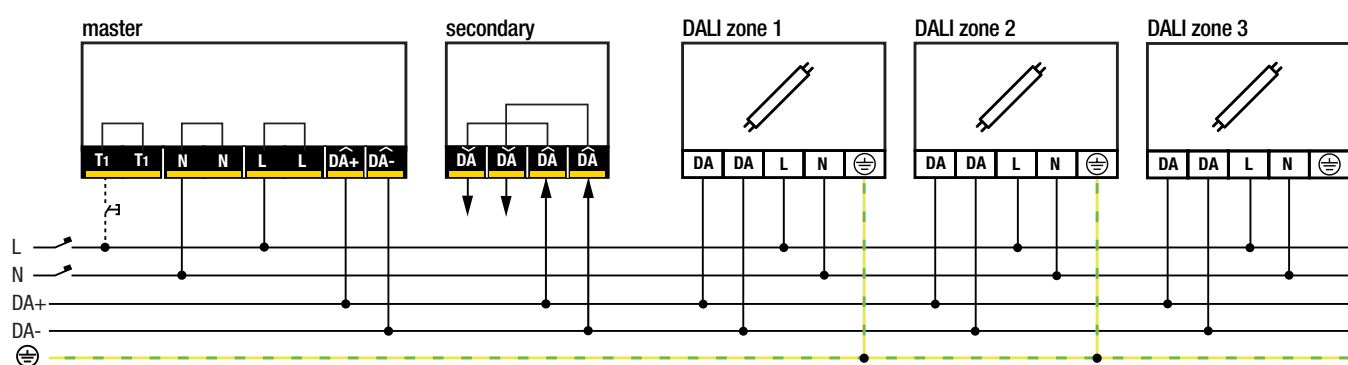 master secondary DALI zone 1 DALI zone 2 DALI zone 3
T1 T1 N N L L DA+ DA- DA DA DA DA DA DA L N DA DA L N DA DA L N
L
N
DA+
DA-